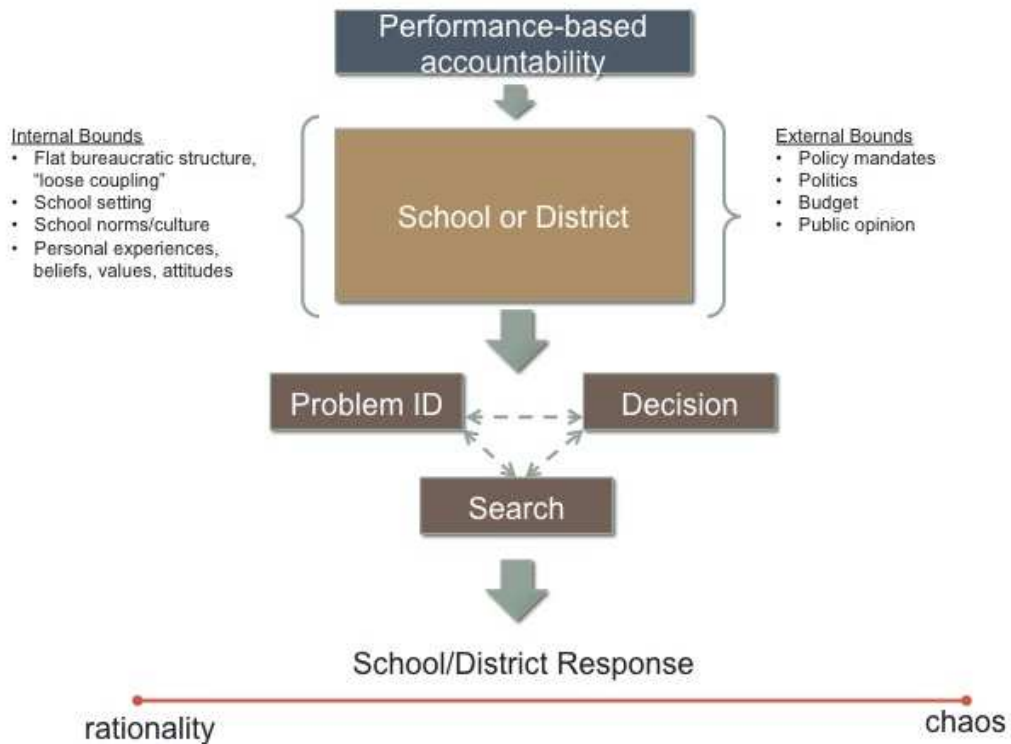 Performance-based
accountability
Internal Bounds
• Flat bureaucratic structure,
"loose coupling"
• School setting
• School norms/culture
• Personal experiences,
beliefs, values, attitudes
School or District
External Bounds
• Policy mandates
• Politics
• Budget
• Public opinion
Problem ID
Decision
Search
School/District Response
rationality
chaos